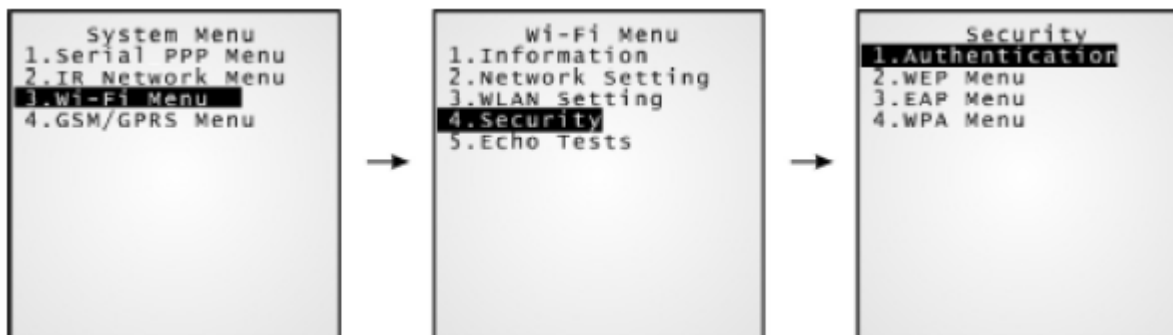 System Menu
1.Serial PPP Menu
2.IR Network Menu
3.Wi-Fi Menu
4.GSM/GPRS Menu
Wi-Fi Menu
1.Information
2.Network Setting
3.WLAN Setting
4.Security
5.Echo Tests
Security
1.Authentication
2.WEP Menu
3.EAP Menu
4.WPA Menu